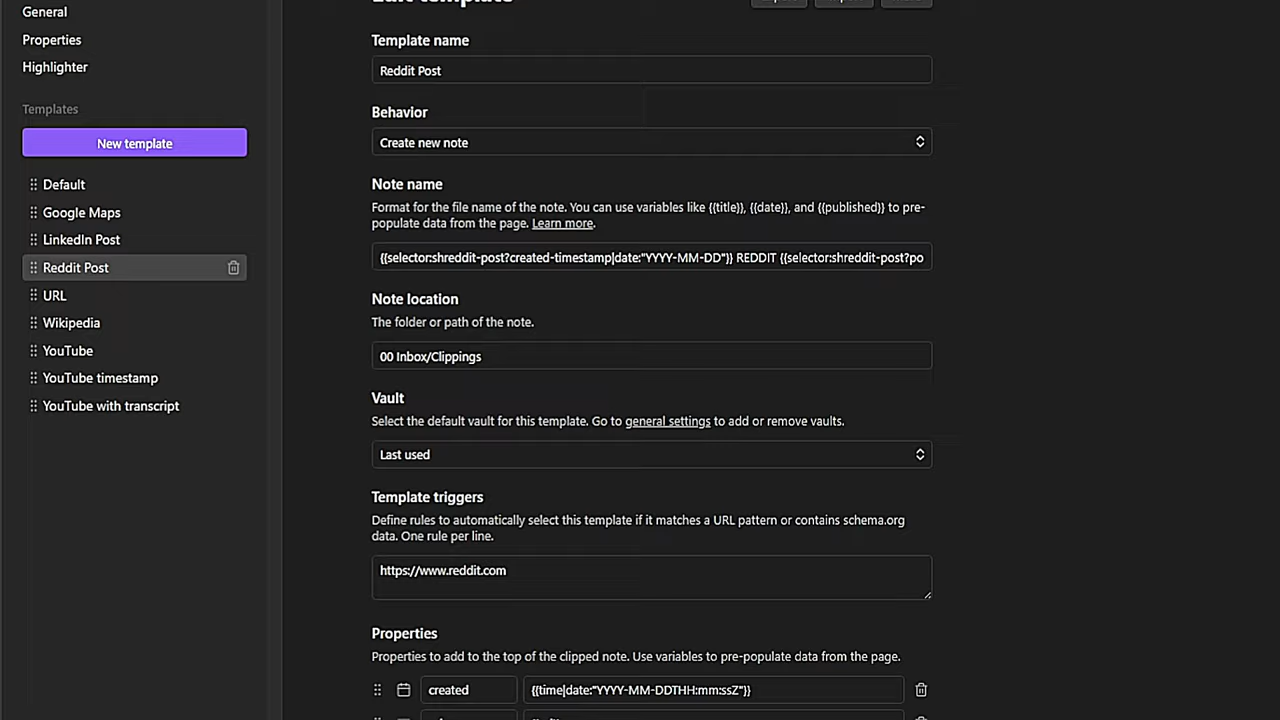 General
Properties
Highlighter
Templates
New template
Default
Google Maps
LinkedIn Post
Reddit Post
URL
Wikipedia
YouTube
YouTube timestamp
YouTube with transcript
Edit template
Template name
Reddit Post
Behavior
Create new note
Note name
Format for the file name of the note. You can use variables like {{title}}, {{date}}, and {{published}} to pre-
populate data from the page. Learn more.
{{selector:shreddit-post?created-timestamp|date:"YYYY-MM-DD"}} REDDIT {{selector:shreddit-post?po
Note location
The folder or path of the note.
00 Inbox/Clippings
Vault
Select the default vault for this template. Go to general settings to add or remove vaults.
Last used
Template triggers
Define rules to automatically select this template if it matches a URL pattern or contains schema.org
data. One rule per line.
https://www.reddit.com
Properties
Properties to add to the top of the clipped note. Use variables to pre-populate data from the page.
created {{time|date:"YYYY-MM-DDTHH:mm:ssZ"}}